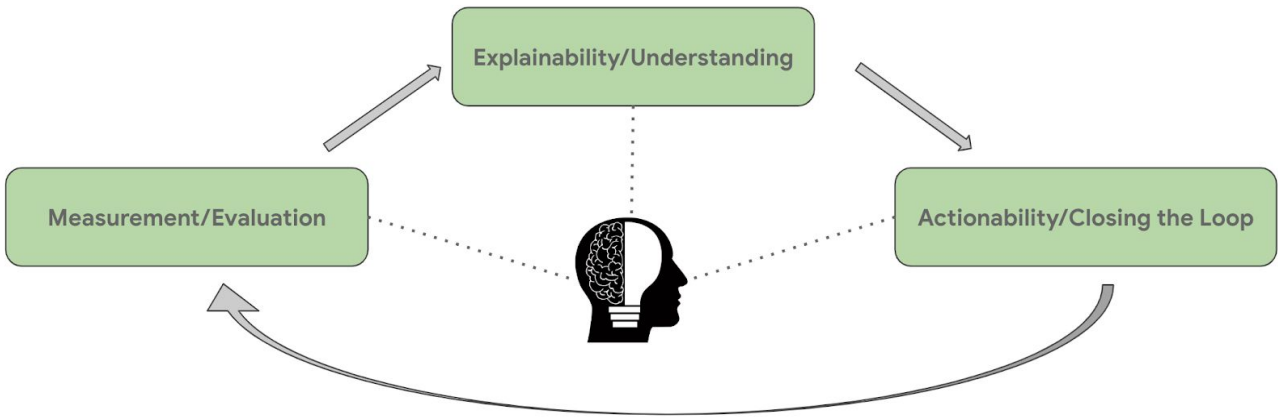 Explainability/Understanding
Measurement/Evaluation
Actionability/Closing the Loop